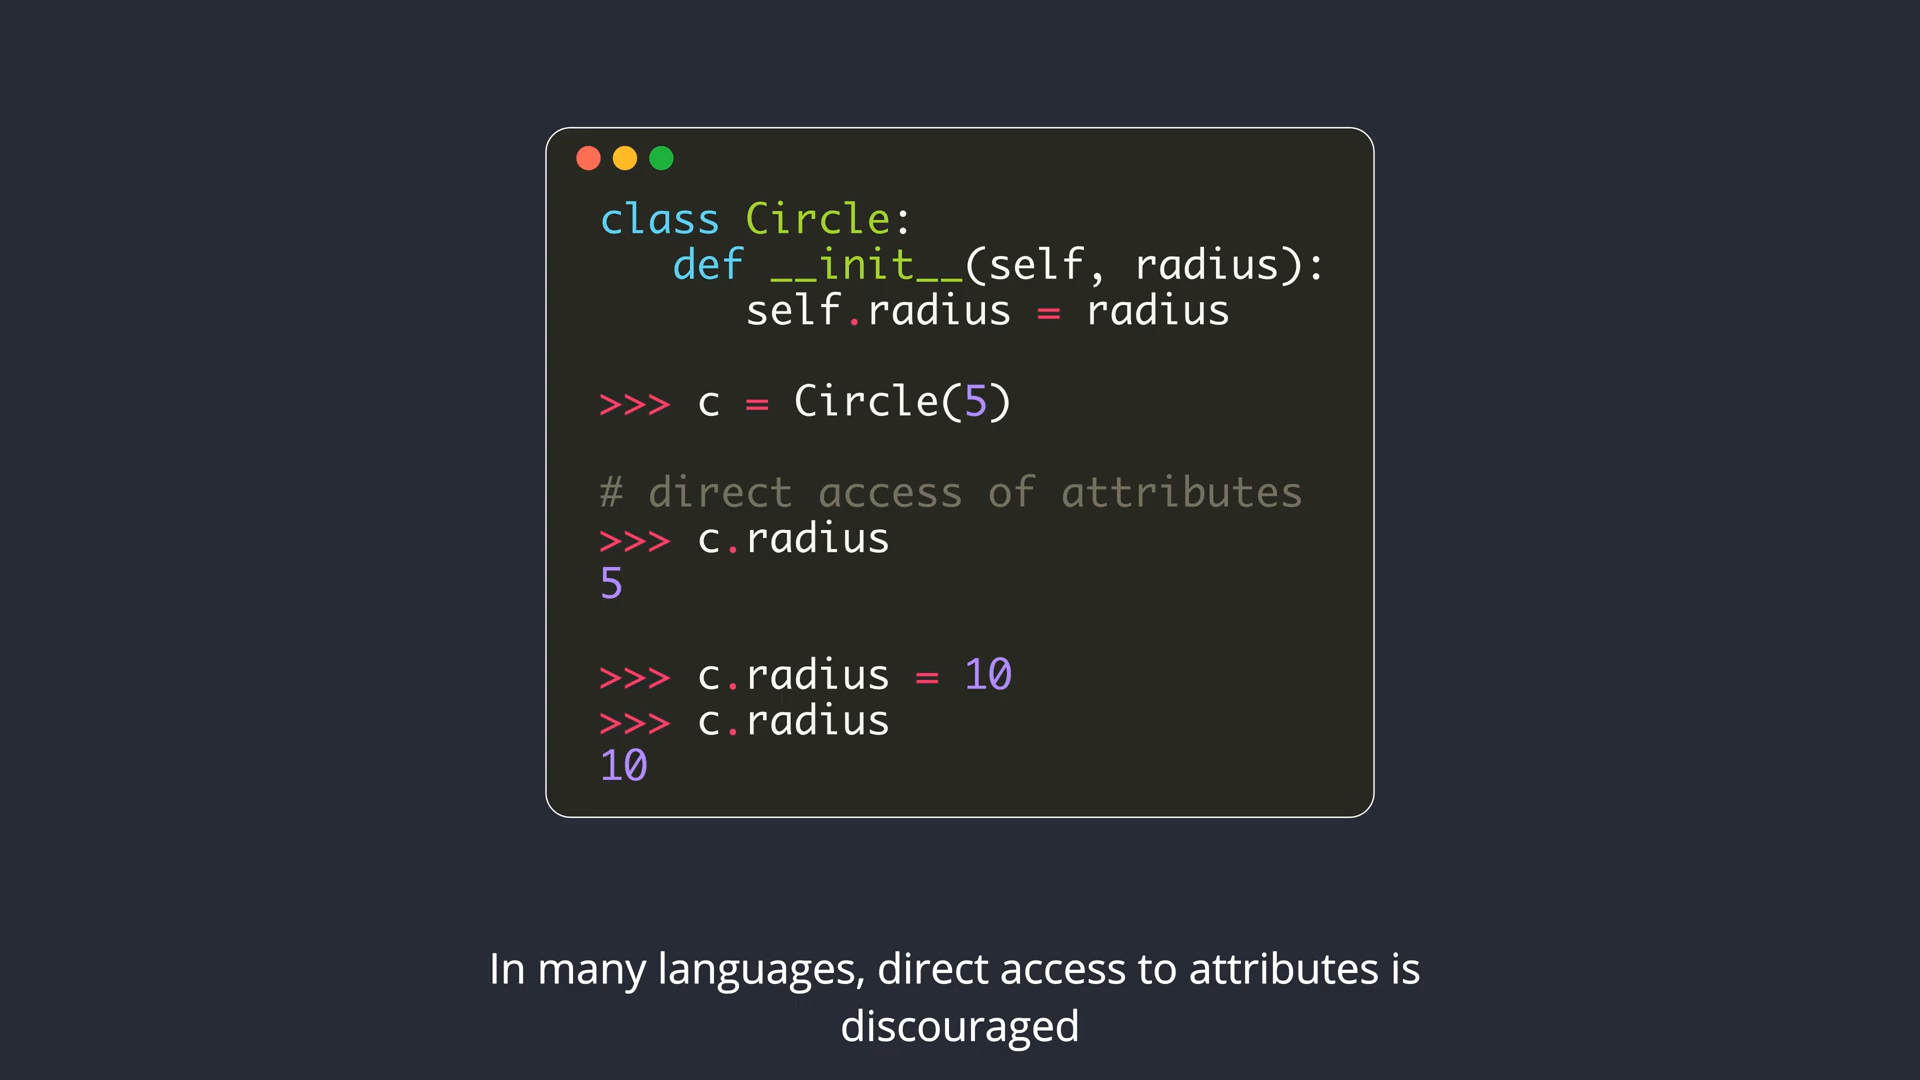 class Circle:
   def __init__(self, radius):
      self.radius = radius
>>> c = Circle(5)
# direct access of attributes
>>> c.radius
5
>>> c.radius = 10
>>> c.radius
10
In many languages, direct access to attributes is
discouraged